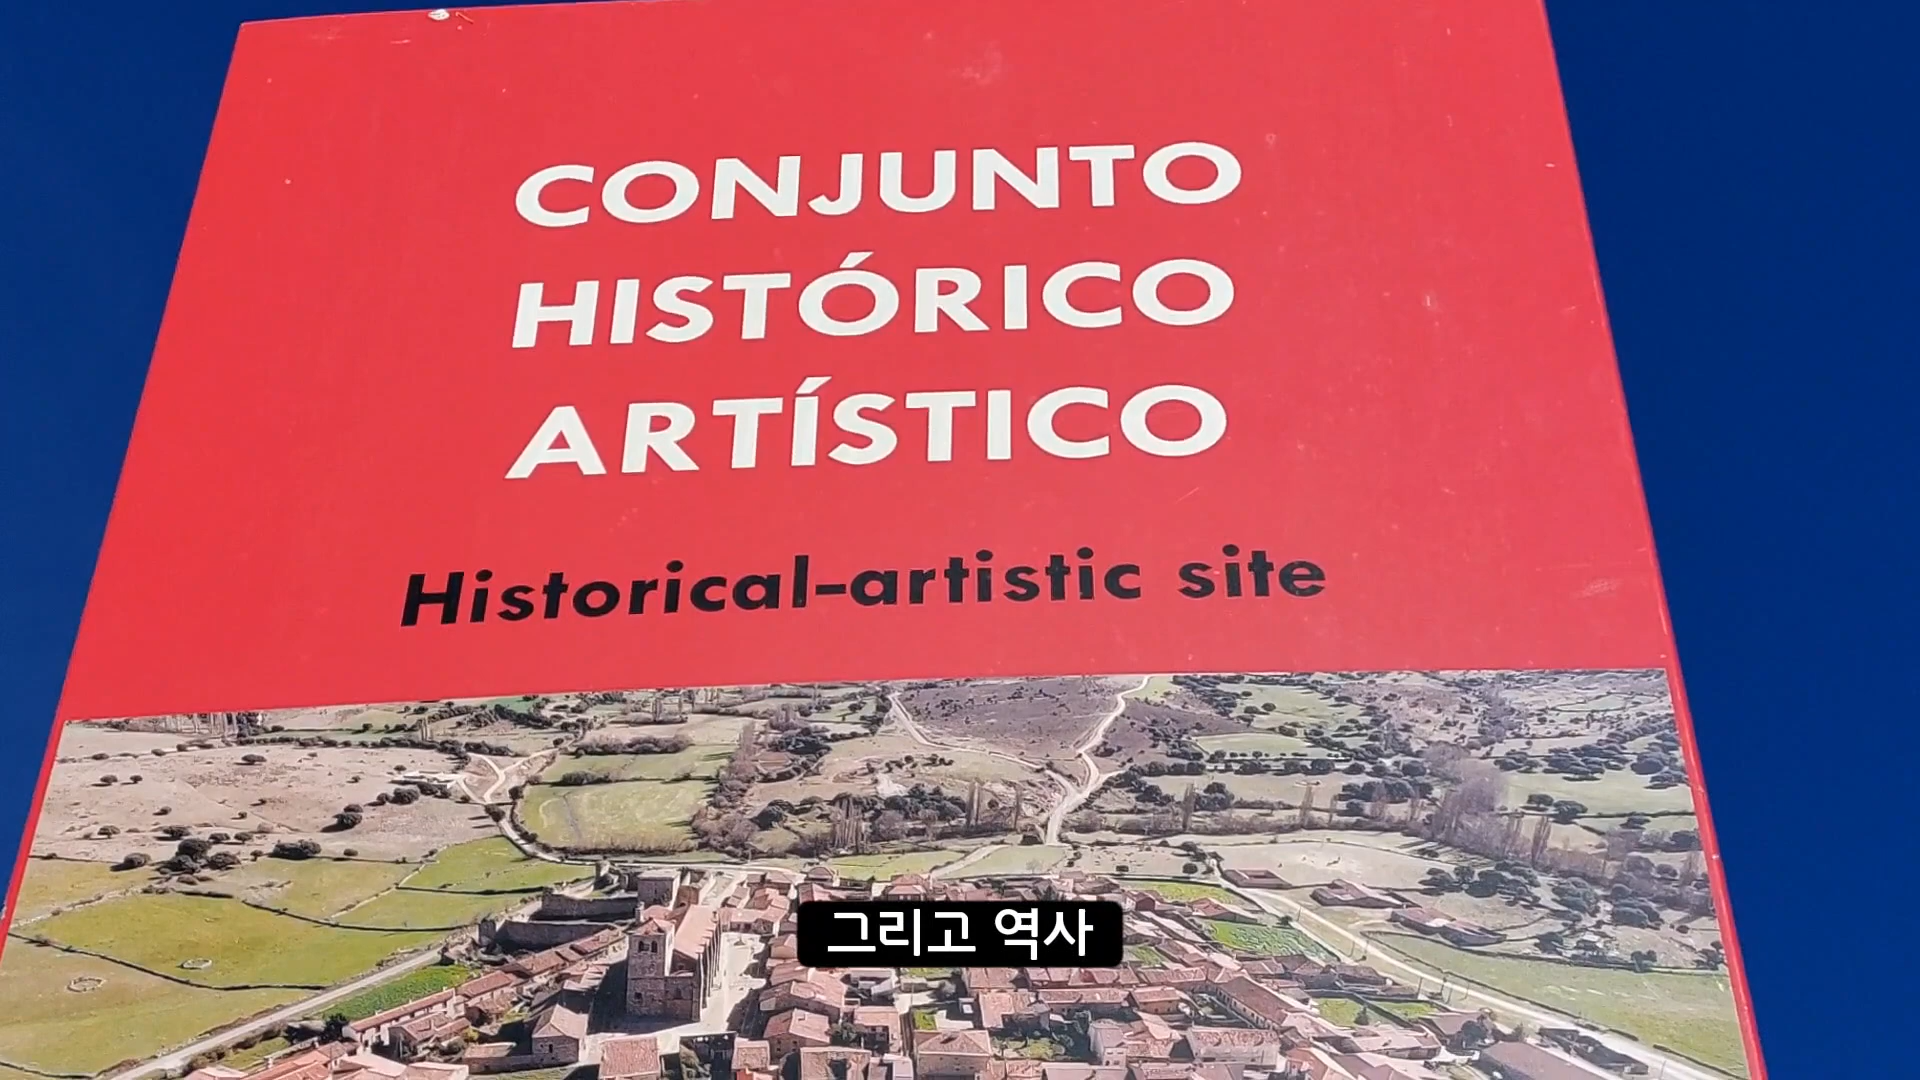 CONJUNTO
HISTÓRICO
ARTÍSTICO
Historical-artistic site
그리고 역사